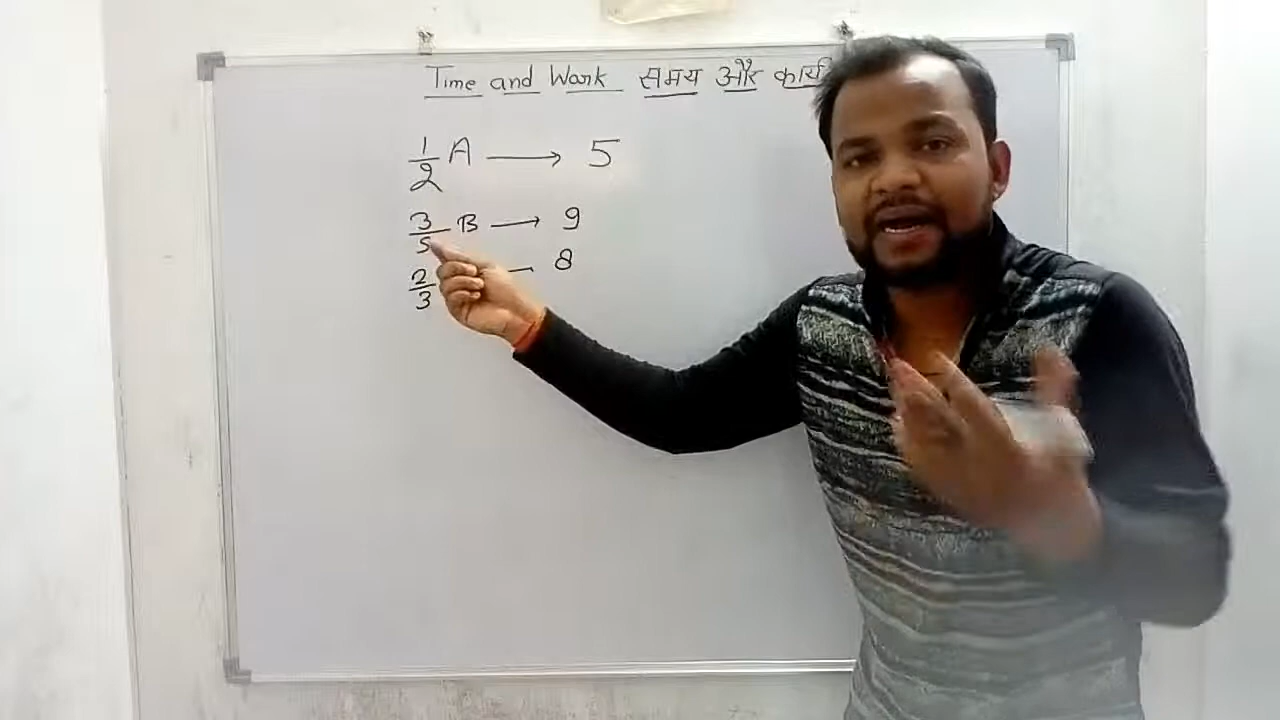 Time and Work समय और कार्य
1/2 A → 5
3/5 B → 9
2/3 — 8